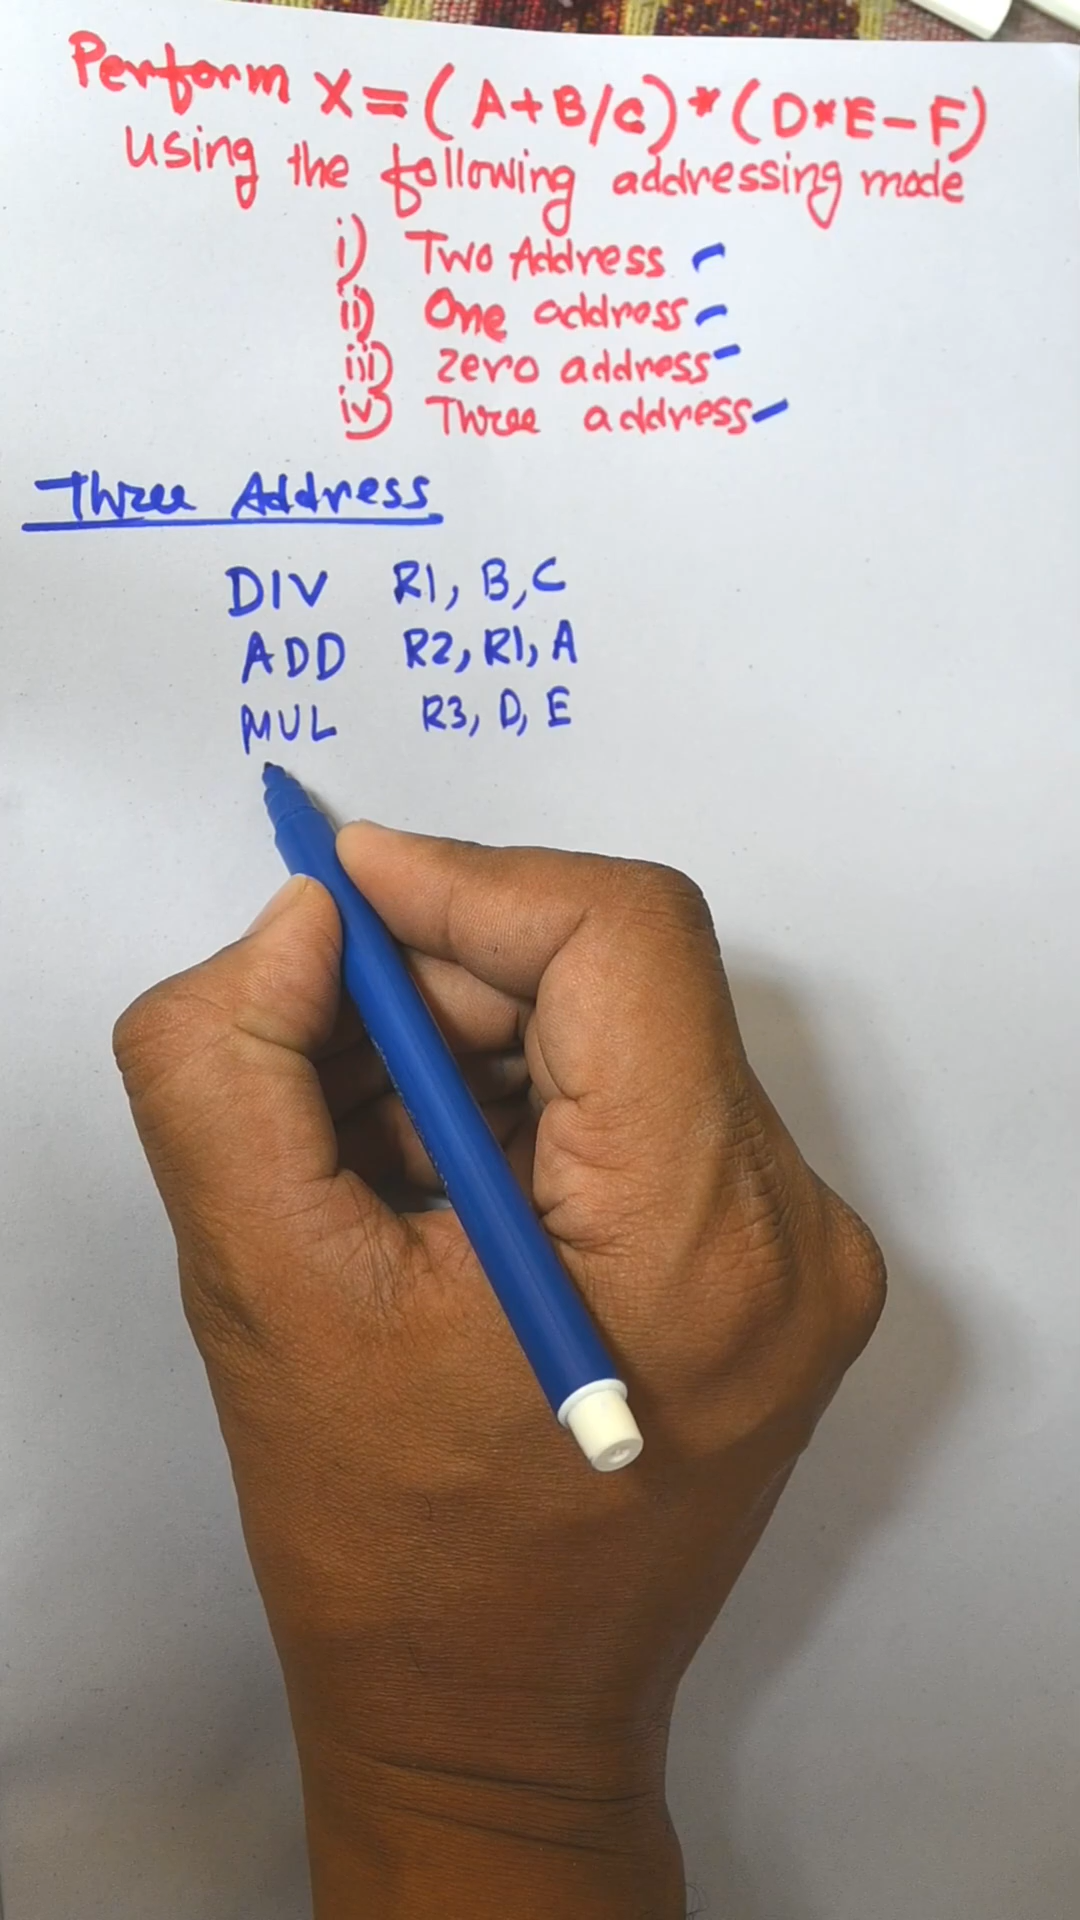 Perform X=(A+B/C)*(D*E-F)
using the following addressing mode
i) Two Address
ii) One address
iii) zero address
iv) Three address
Three Address
DIV R1, B,C
ADD R2, R1, A
MUL R3, D, E